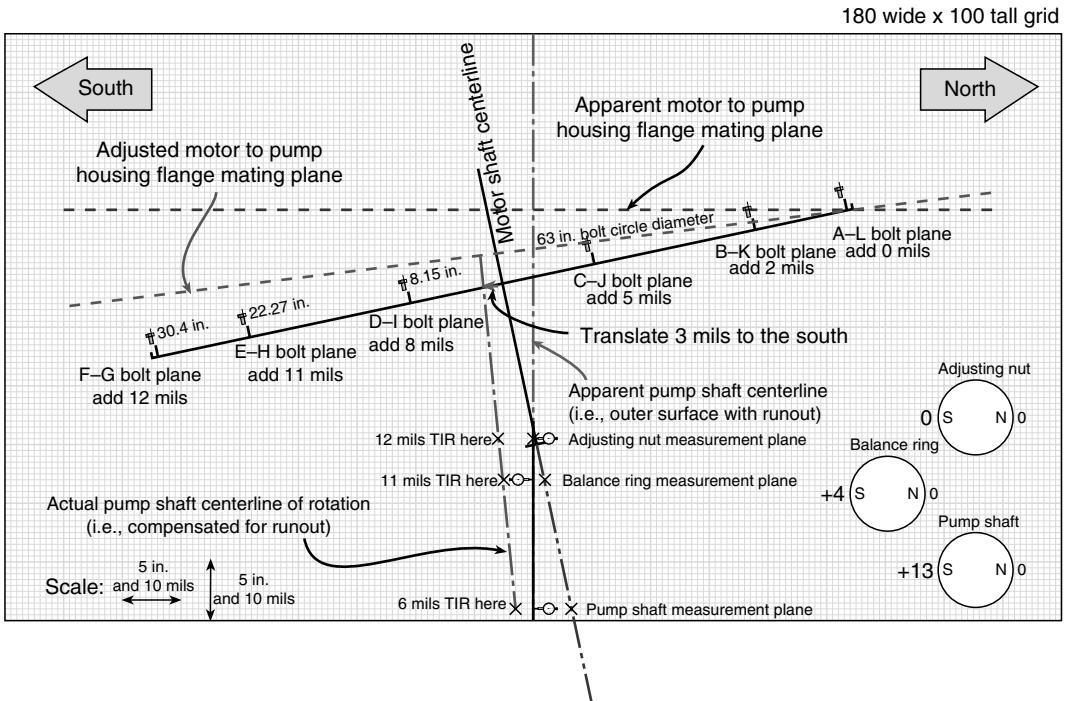 180 wide x 100 tall grid
South
North
Motor shaft centerline
Apparent motor to pump
housing flange mating plane
Adjusted motor to pump
housing flange mating plane
63 in. bolt circle diameter
A–L bolt plane
add 0 mils
B–K bolt plane
add 2 mils
C–J bolt plane
add 5 mils
8.15 in.
D–I bolt plane
add 8 mils
22.27 in.
E–H bolt plane
add 11 mils
30.4 in.
F–G bolt plane
add 12 mils
Translate 3 mils to the south
Apparent pump shaft centerline
(i.e., outer surface with runout)
12 mils TIR here
Adjusting nut measurement plane
11 mils TIR here
Balance ring measurement plane
Actual pump shaft centerline of rotation
(i.e., compensated for runout)
6 mils TIR here
Pump shaft measurement plane
Scale:
5 in.
and 10 mils
5 in.
and 10 mils
Adjusting nut
0 S N 0
Balance ring
+4 S N 0
Pump shaft
+13 S N 0